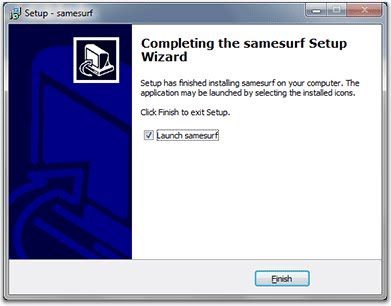 Setup - samesurf
Completing the samesurf Setup
Wizard
Setup has finished installing samesurf on your computer. The
application may be launched by selecting the installed icons.
Click Finish to exit Setup.
Launch samesurf
Finish